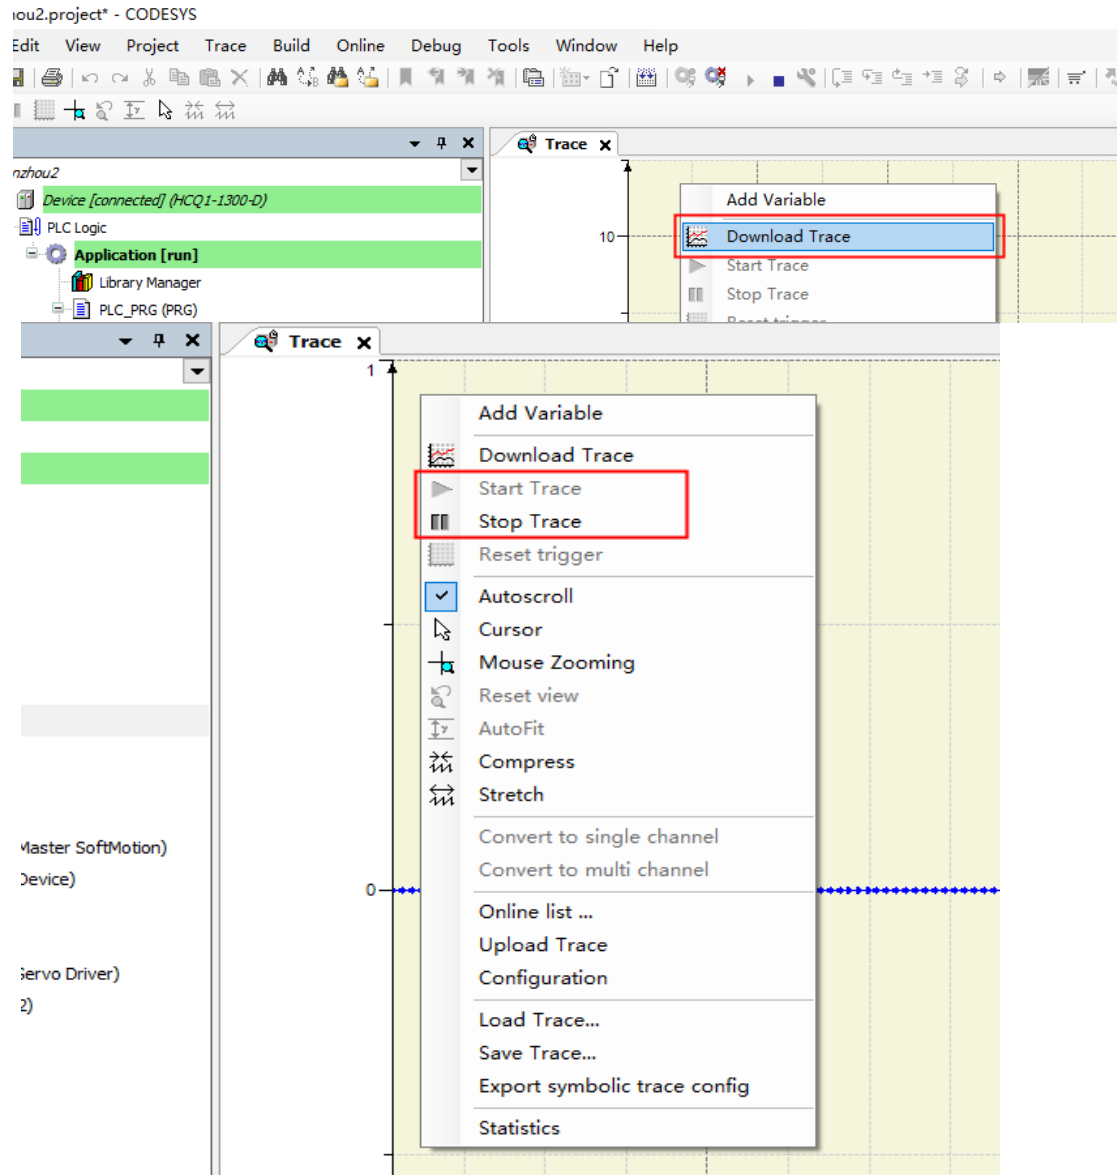 hou2.project* - CODESYS
Edit View Project Trace Build Online Debug Tools Window Help
Trace
nzhou2
Device [connected] (HCQ1-1300-D)
PLC Logic
Application [run]
Library Manager
PLC_PRG (PRG)
10
Add Variable
Download Trace
Start Trace
Stop Trace
Reset trigger
Trace
1
0
Add Variable
Download Trace
Start Trace
Stop Trace
Reset trigger
Autoscroll
Cursor
Mouse Zooming
Reset view
AutoFit
Compress
Stretch
Convert to single channel
Convert to multi channel
Online list ...
Upload Trace
Configuration
Load Trace...
Save Trace...
Export symbolic trace config
Statistics
Master SoftMotion)
Device)
Servo Driver)
2)